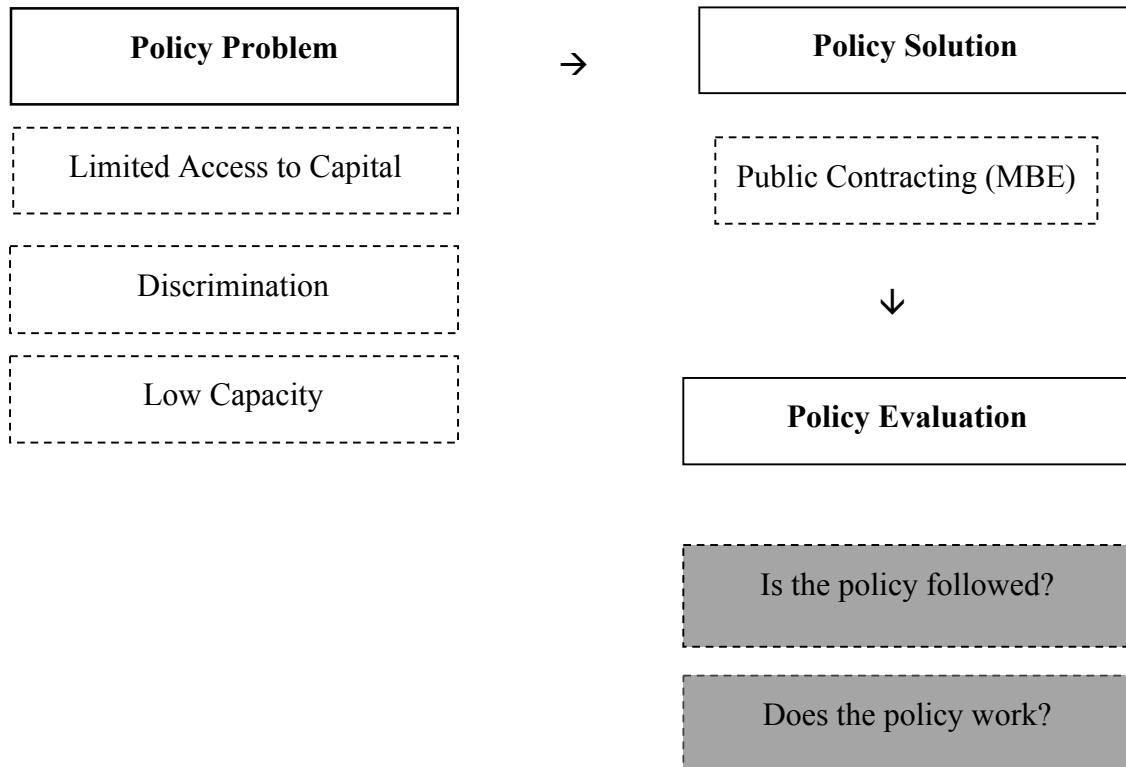 Policy Problem
→
Policy Solution
Limited Access to Capital
Public Contracting (MBE)
Discrimination
↓
Low Capacity
Policy Evaluation
Is the policy followed?
Does the policy work?